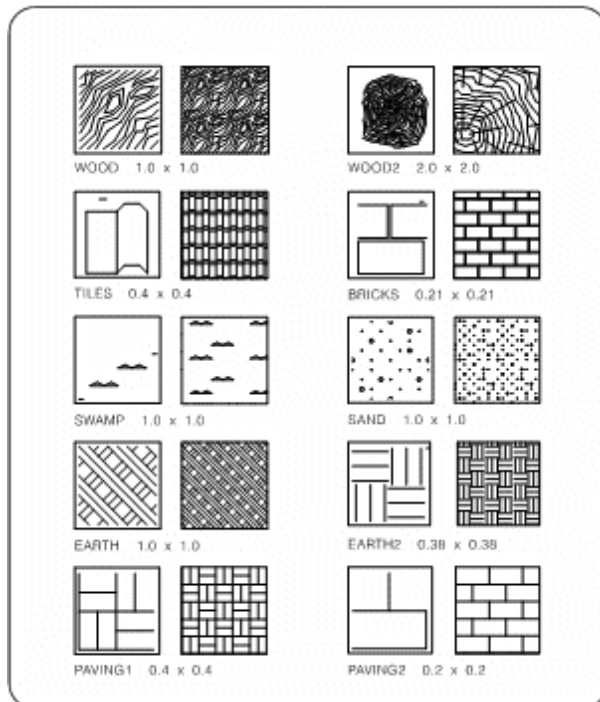 WOOD 1.0 x 1.0
WOOD2 2.0 x 2.0
TILES 0.4 x 0.4
BRICKS 0.21 x 0.21
SWAMP 1.0 x 1.0
SAND 1.0 x 1.0
EARTH 1.0 x 1.0
EARTH2 0.38 x 0.38
PAVING1 0.4 x 0.4
PAVING2 0.2 x 0.2